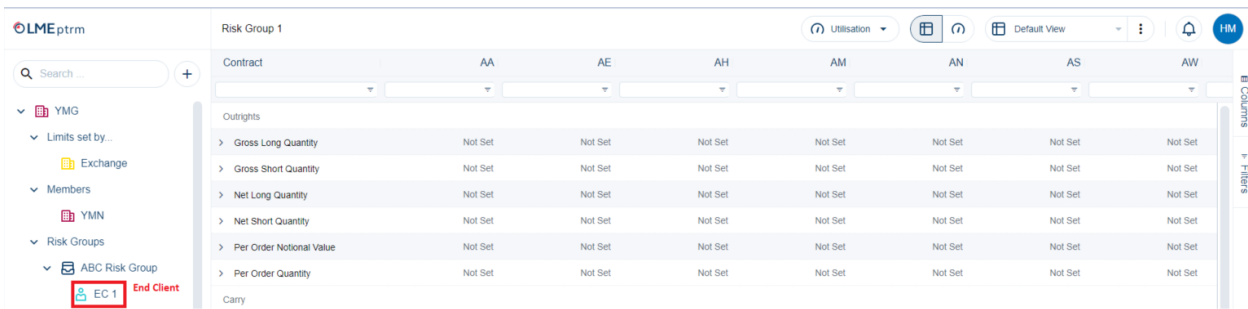 LMEptrm Risk Group 1 Utilisation Default View HM
Search ...
Contract AA AE AH AM AN AS AW
Outrights
Gross Long Quantity Not Set Not Set Not Set Not Set Not Set Not Set Not Set
Gross Short Quantity Not Set Not Set Not Set Not Set Not Set Not Set Not Set
Net Long Quantity Not Set Not Set Not Set Not Set Not Set Not Set Not Set
Net Short Quantity Not Set Not Set Not Set Not Set Not Set Not Set Not Set
Per Order Notional Value Not Set Not Set Not Set Not Set Not Set Not Set Not Set
Per Order Quantity Not Set Not Set Not Set Not Set Not Set Not Set Not Set
Carry
YMG
Limits set by...
Exchange
Members
YMN
Risk Groups
ABC Risk Group
EC 1 End Client
Columns
Filters